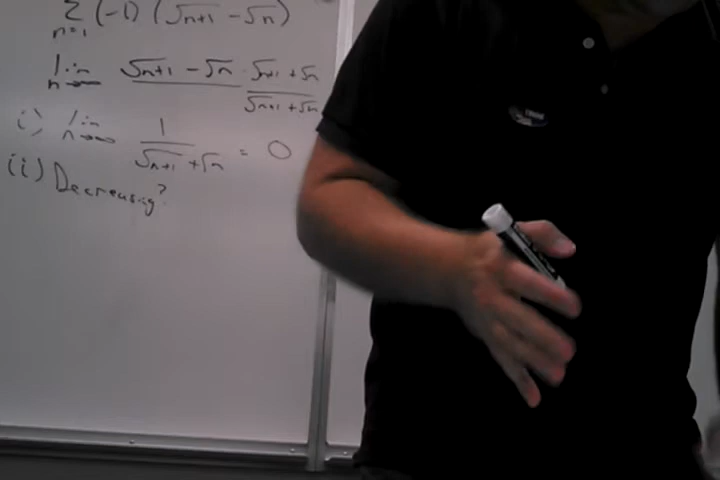 Σ (-1) (√n+1 - √n)
n=1
lim n→∞ √n+1 - √n · √n+1 + √n / √n+1 + √n
i) lim n→∞ 1 / √n+1 + √n = 0
(ii) Decreasing?